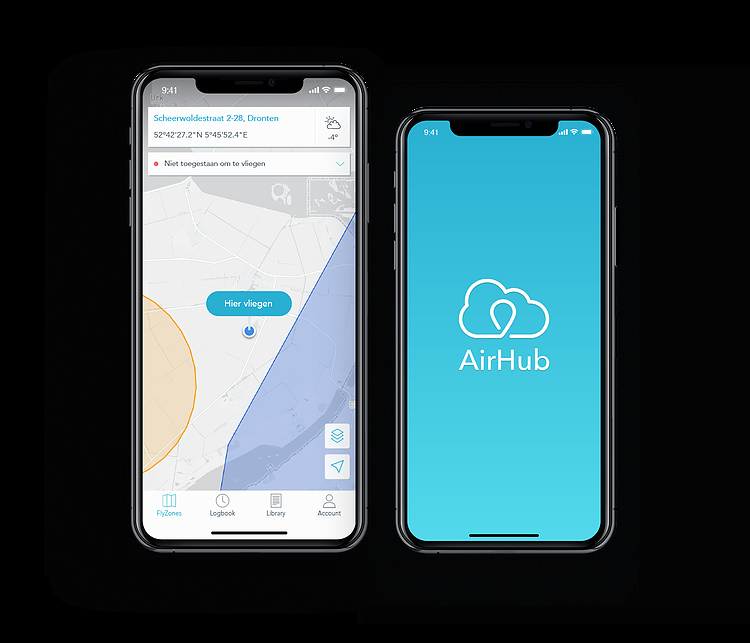 9:41
Scheerwoldestraat 2-28, Dronten
52°42'27.2"N 5°45'52.4"E
-4°
Niet toegestaan om te vliegen
Hier vliegen
FlyZones
Logbook
Library
Account
9:41
AirHub